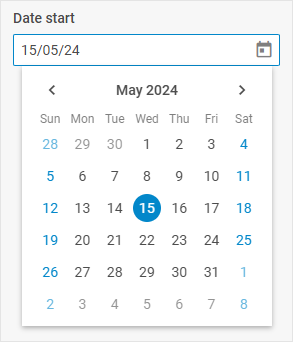 Date start
15/05/24
May 2024
Sun Mon Tue Wed Thu Fri Sat
28 29 30 1 2 3 4
5 6 7 8 9 10 11
12 13 14 15 16 17 18
19 20 21 22 23 24 25
26 27 28 29 30 31 1
2 3 4 5 6 7 8